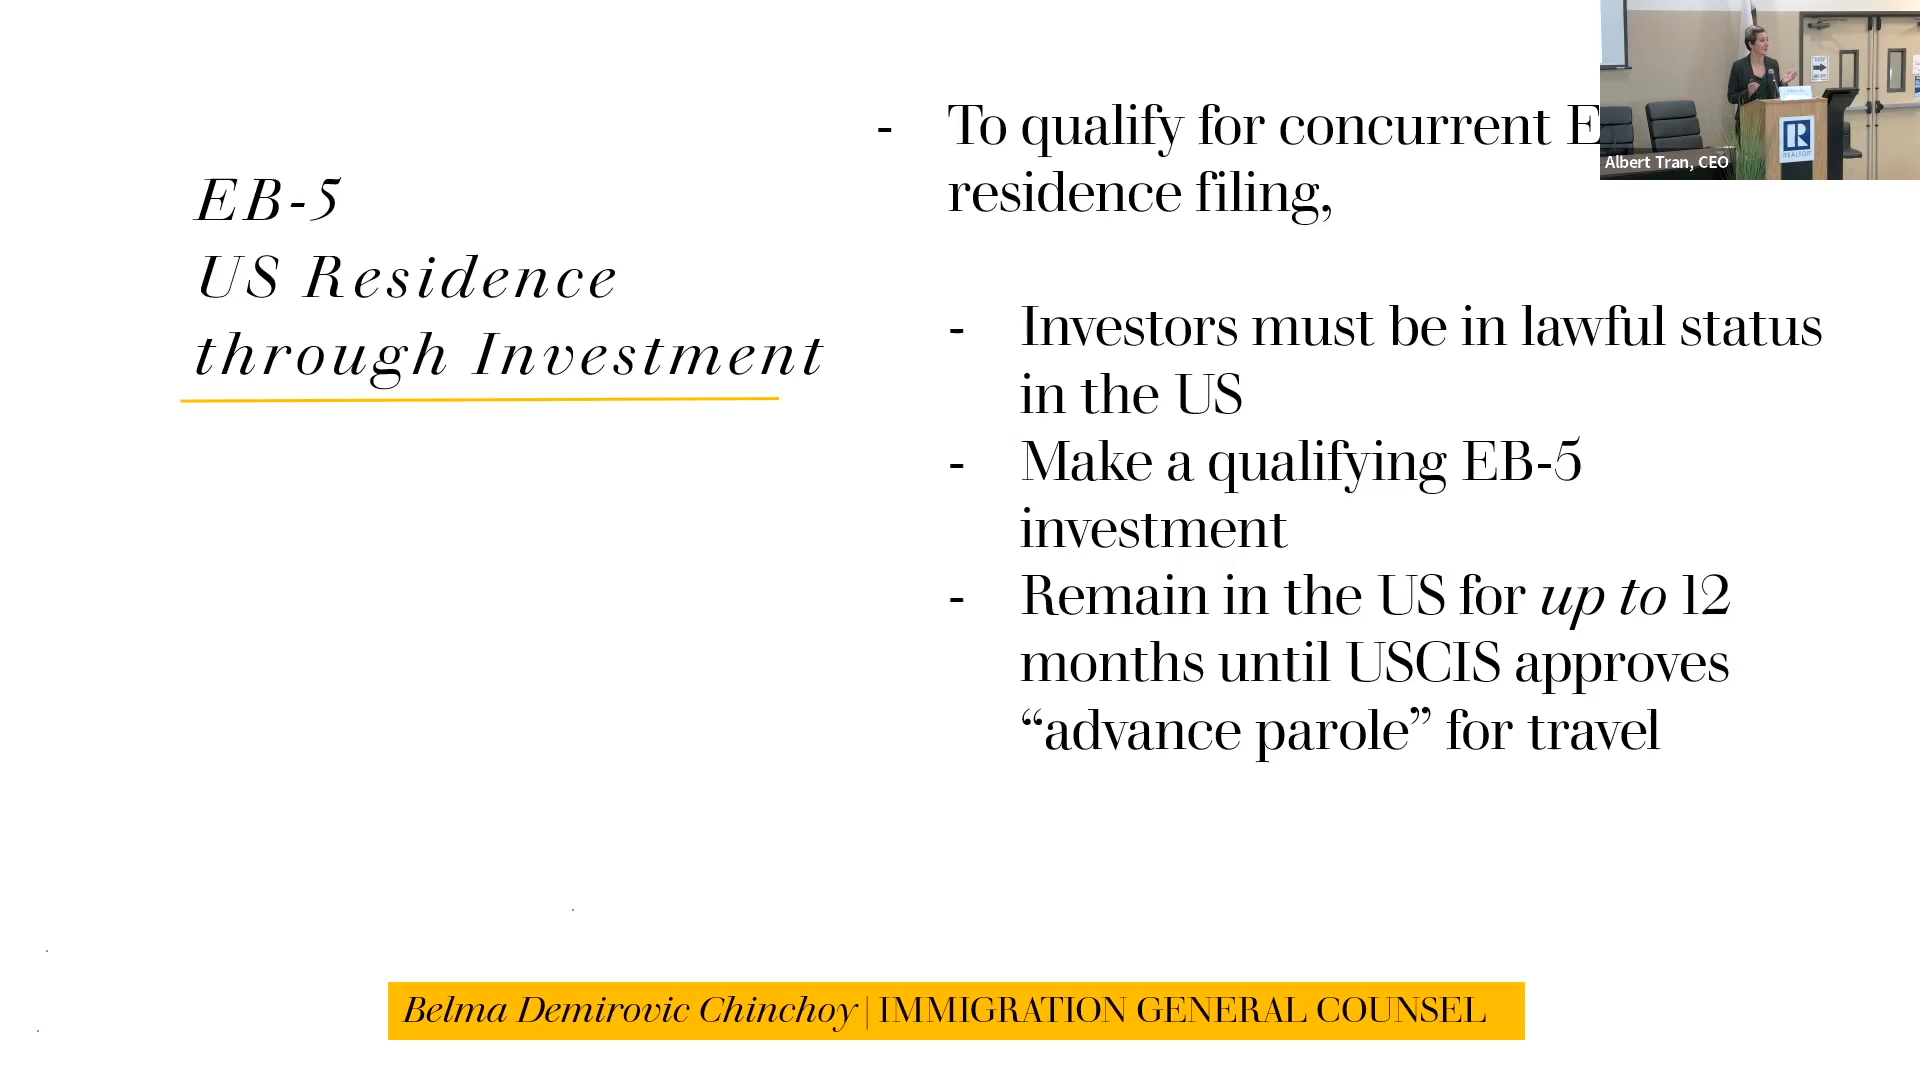 EB-5
US Residence
through Investment
- To qualify for concurrent E
residence filing,
- Investors must be in lawful status
in the US
- Make a qualifying EB-5
investment
- Remain in the US for up to 12
months until USCIS approves
“advance parole” for travel
Albert Tran, CEO
R
REALTOR
Belma Demirovic Chinchoy | IMMIGRATION GENERAL COUNSEL